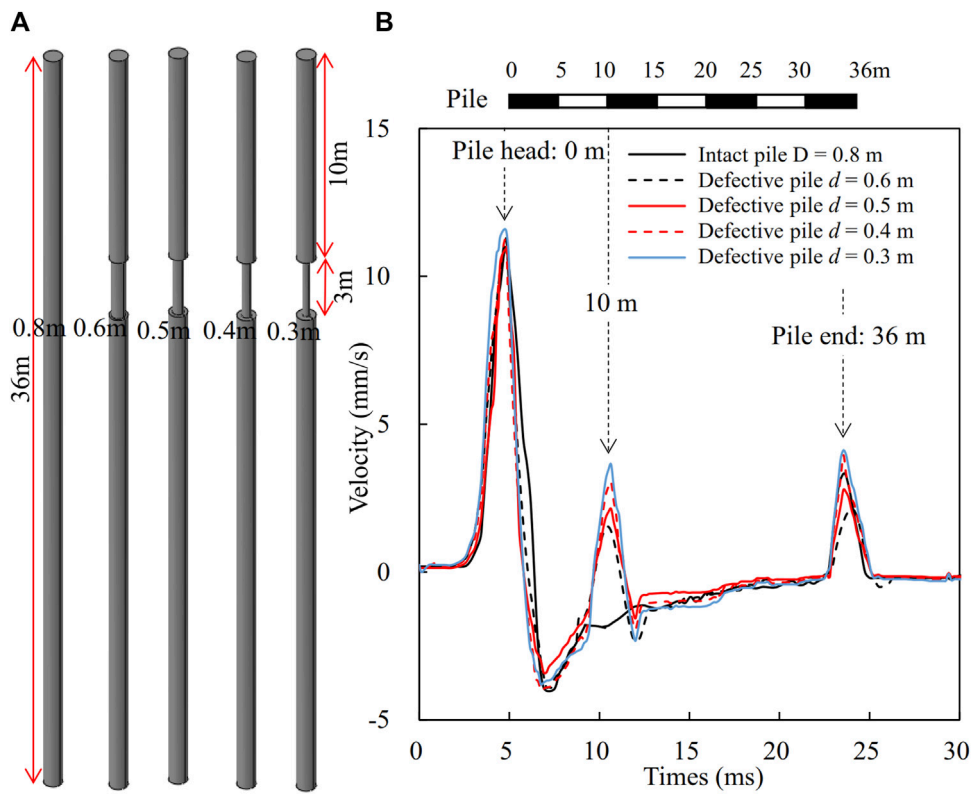 A
10m
3m
0.8m 0.6m 0.5m 0.4m 0.3m
36m
B
0 5 10 15 20 25 30 36m
Pile
15
10
5
0
-5
Velocity (mm/s)
Pile head: 0 m
Intact pile D = 0.8 m
Defective pile d = 0.6 m
Defective pile d = 0.5 m
Defective pile d = 0.4 m
Defective pile d = 0.3 m
10 m
Pile end: 36 m
0 5 10 15 20 25 30
Times (ms)